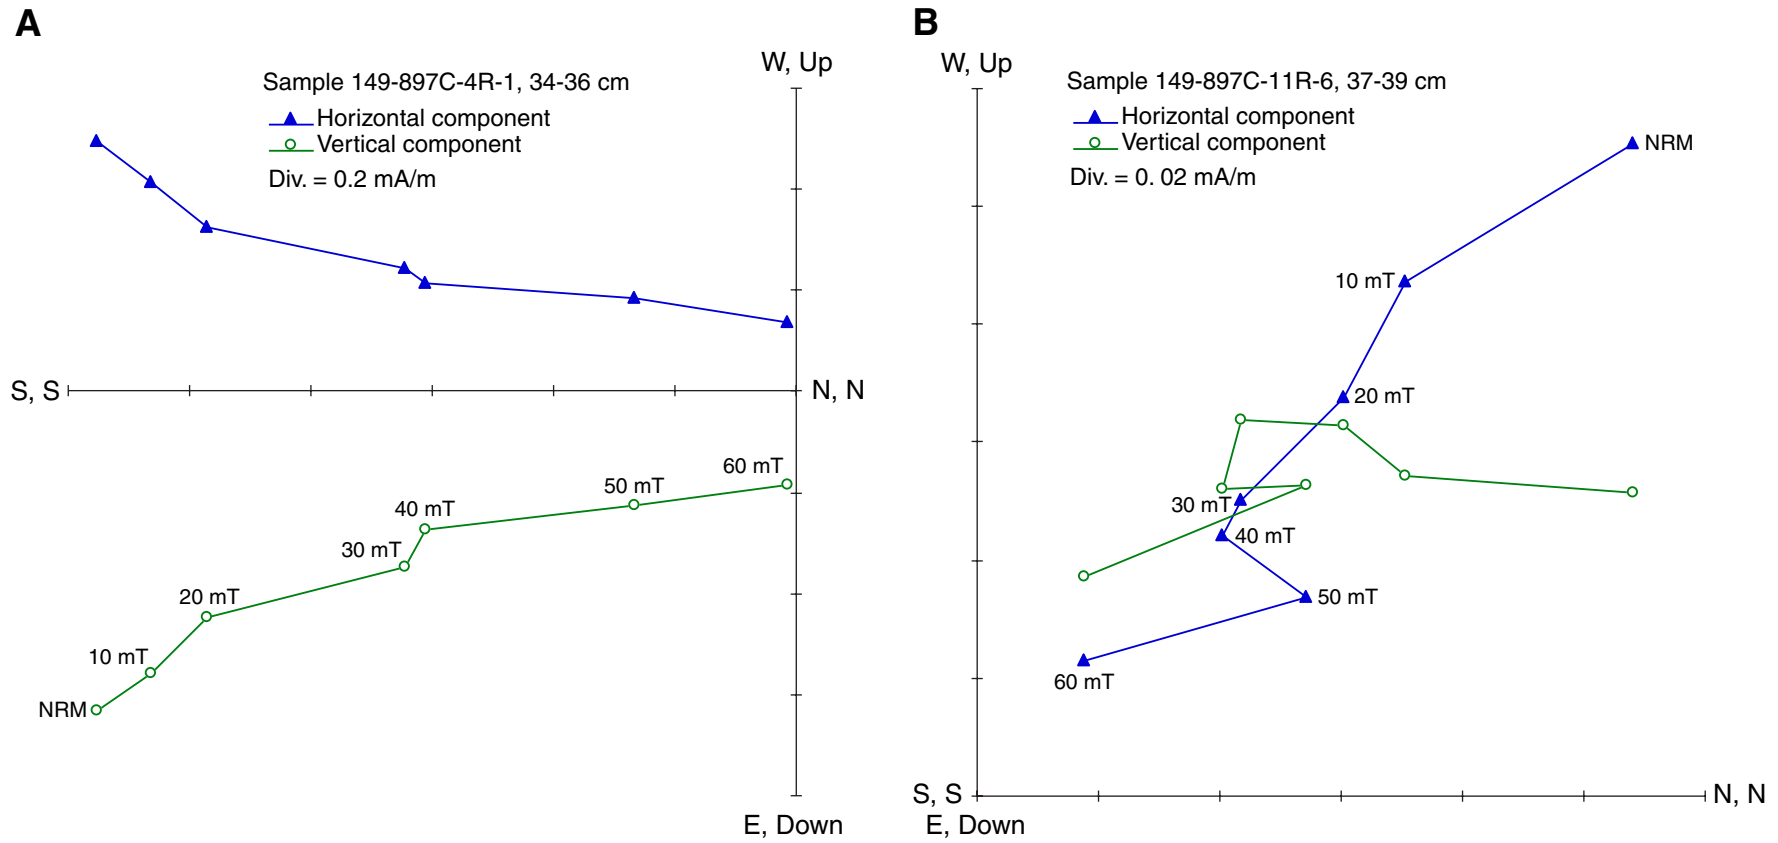 A
W, Up
Sample 149-897C-4R-1, 34-36 cm
Horizontal component
Vertical component
Div. = 0.2 mA/m
S, S
N, N
60 mT
50 mT
40 mT
30 mT
20 mT
10 mT
NRM
E, Down
B
W, Up
Sample 149-897C-11R-6, 37-39 cm
Horizontal component
Vertical component
Div. = 0. 02 mA/m
NRM
10 mT
20 mT
30 mT
40 mT
50 mT
60 mT
S, S
N, N
E, Down